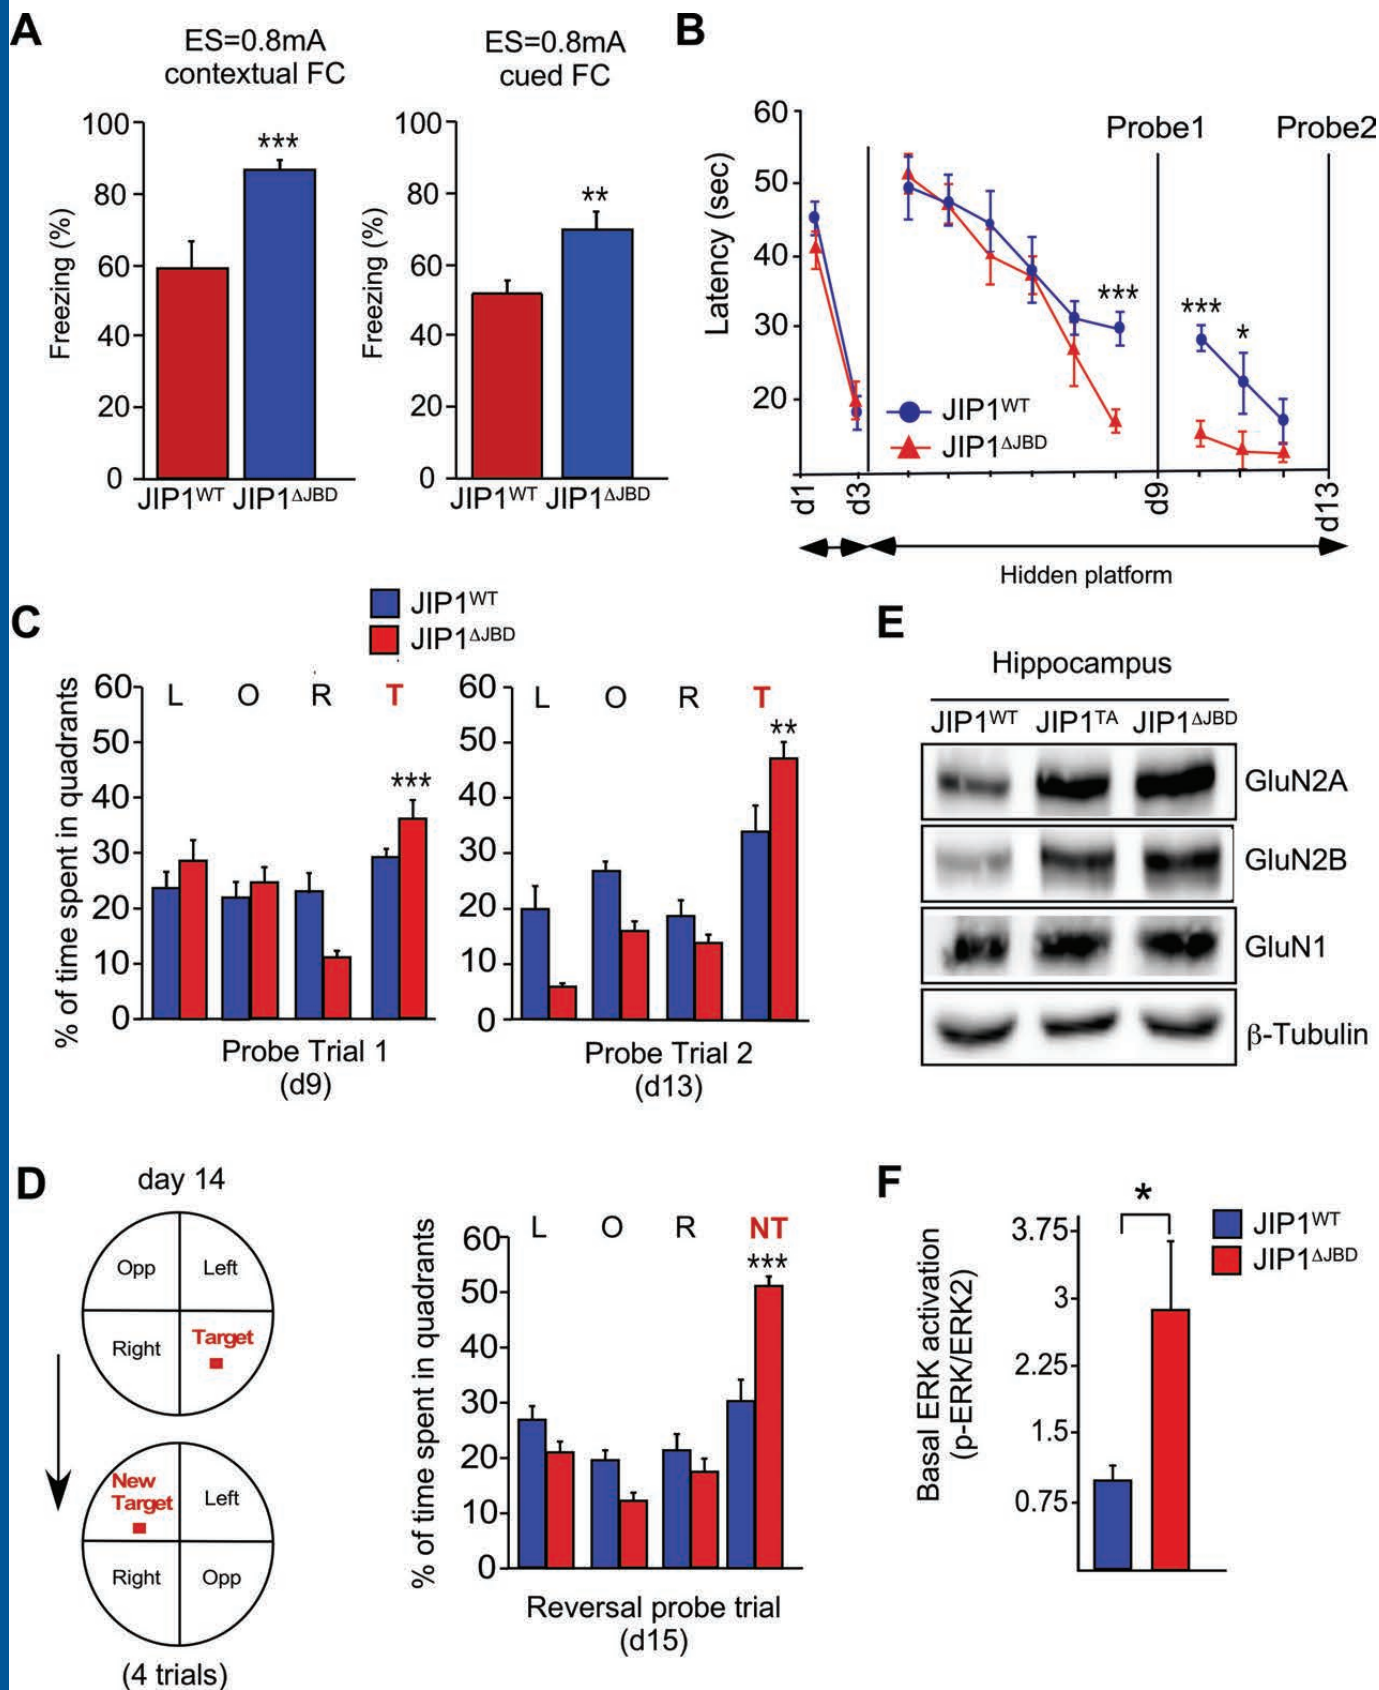 A
ES=0.8mA
contextual FC
Freezing (%)
100
80
60
40
20
0
***
JIP1WT JIP1ΔJBD
ES=0.8mA
cued FC
Freezing (%)
100
80
60
40
20
0
**
JIP1WT JIP1ΔJBD
B
Latency (sec)
60
50
40
30
20
Probe1
Probe2
***
***
*
JIP1WT
JIP1ΔJBD
d1
d3
d9
d13
Hidden platform
C
JIP1WT
JIP1ΔJBD
% of time spent in quadrants
60
50
40
30
20
10
0
L O R T
***
Probe Trial 1
(d9)
60
50
40
30
20
10
0
L O R T
**
Probe Trial 2
(d13)
D
day 14
Opp Left
Right Target
New
Target
Left
Right Opp
(4 trials)
% of time spent in quadrants
60
50
40
30
20
10
0
L O R NT
***
Reversal probe trial
(d15)
E
Hippocampus
JIP1WT JIP1TA JIP1ΔJBD
GluN2A
GluN2B
GluN1
β-Tubulin
F
Basal ERK activation
(p-ERK/ERK2)
3.75
3
2.25
1.5
0.75
*
JIP1WT
JIP1ΔJBD